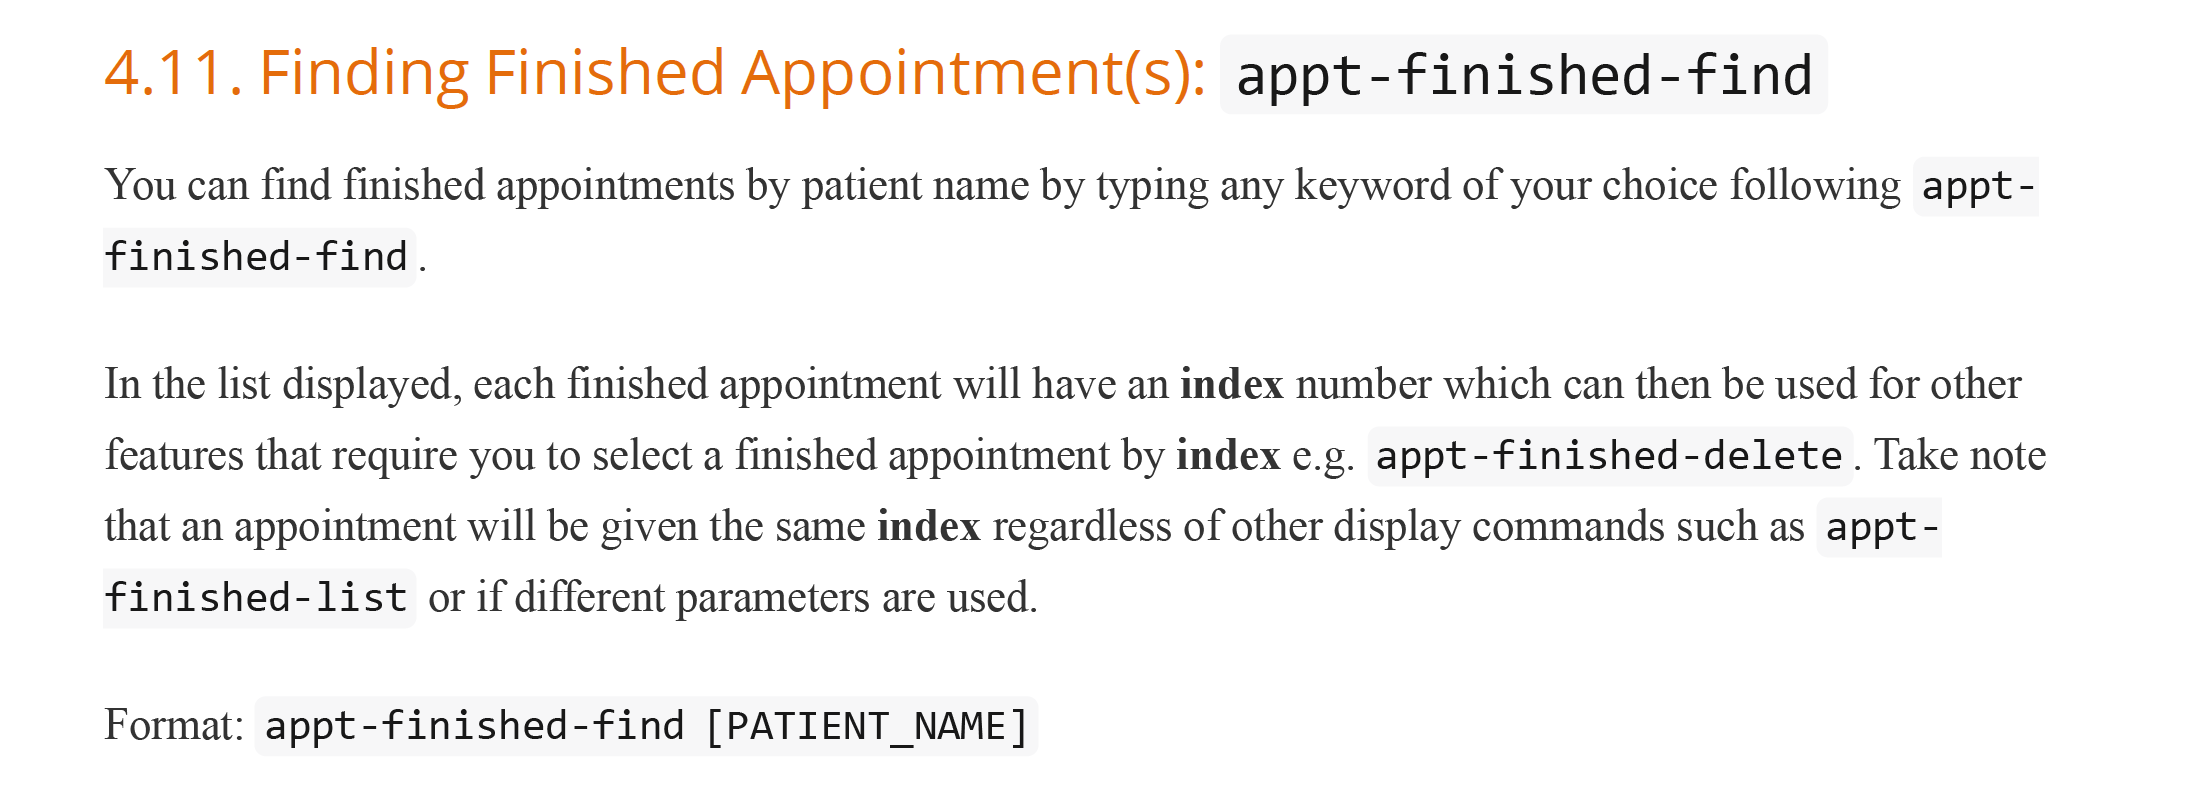 4.11. Finding Finished Appointment(s): appt-finished-find
You can find finished appointments by patient name by typing any keyword of your choice following appt-
finished-find.
In the list displayed, each finished appointment will have an index number which can then be used for other
features that require you to select a finished appointment by index e.g. appt-finished-delete. Take note
that an appointment will be given the same index regardless of other display commands such as appt-
finished-list or if different parameters are used.
Format: appt-finished-find [PATIENT_NAME]